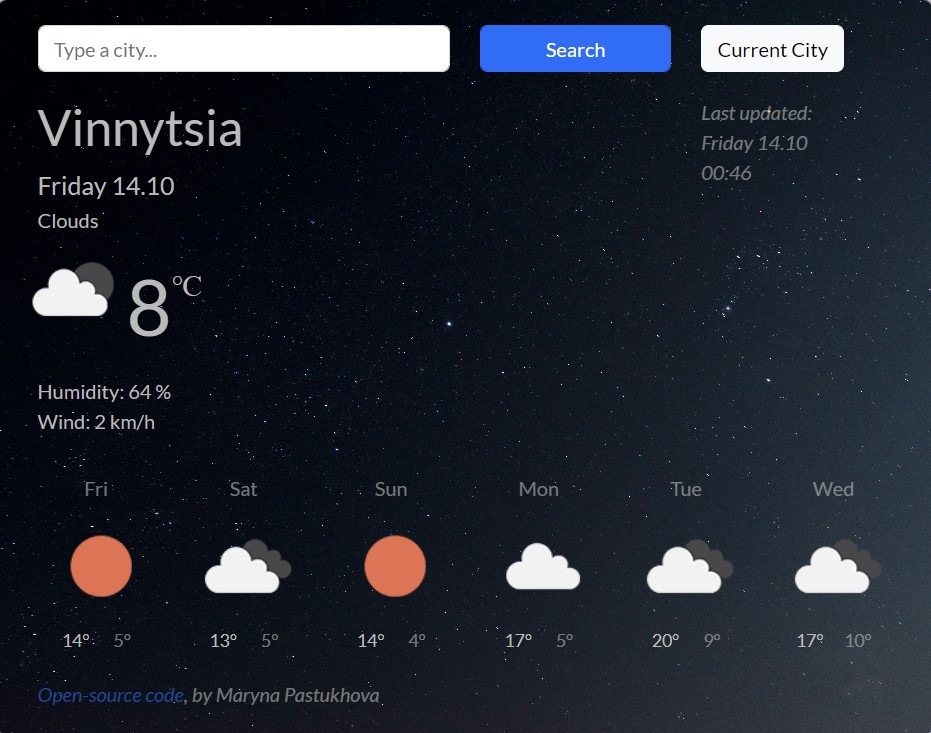 Type a city...
Search
Current City
Vinnytsia
Last updated:
Friday 14.10
00:46
Friday 14.10
Clouds
8°C
Humidity: 64 %
Wind: 2 km/h
Fri Sat Sun Mon Tue Wed
14° 5° 13° 5° 14° 4° 17° 5° 20° 9° 17° 10°
Open-source code, by Maryna Pastukhova